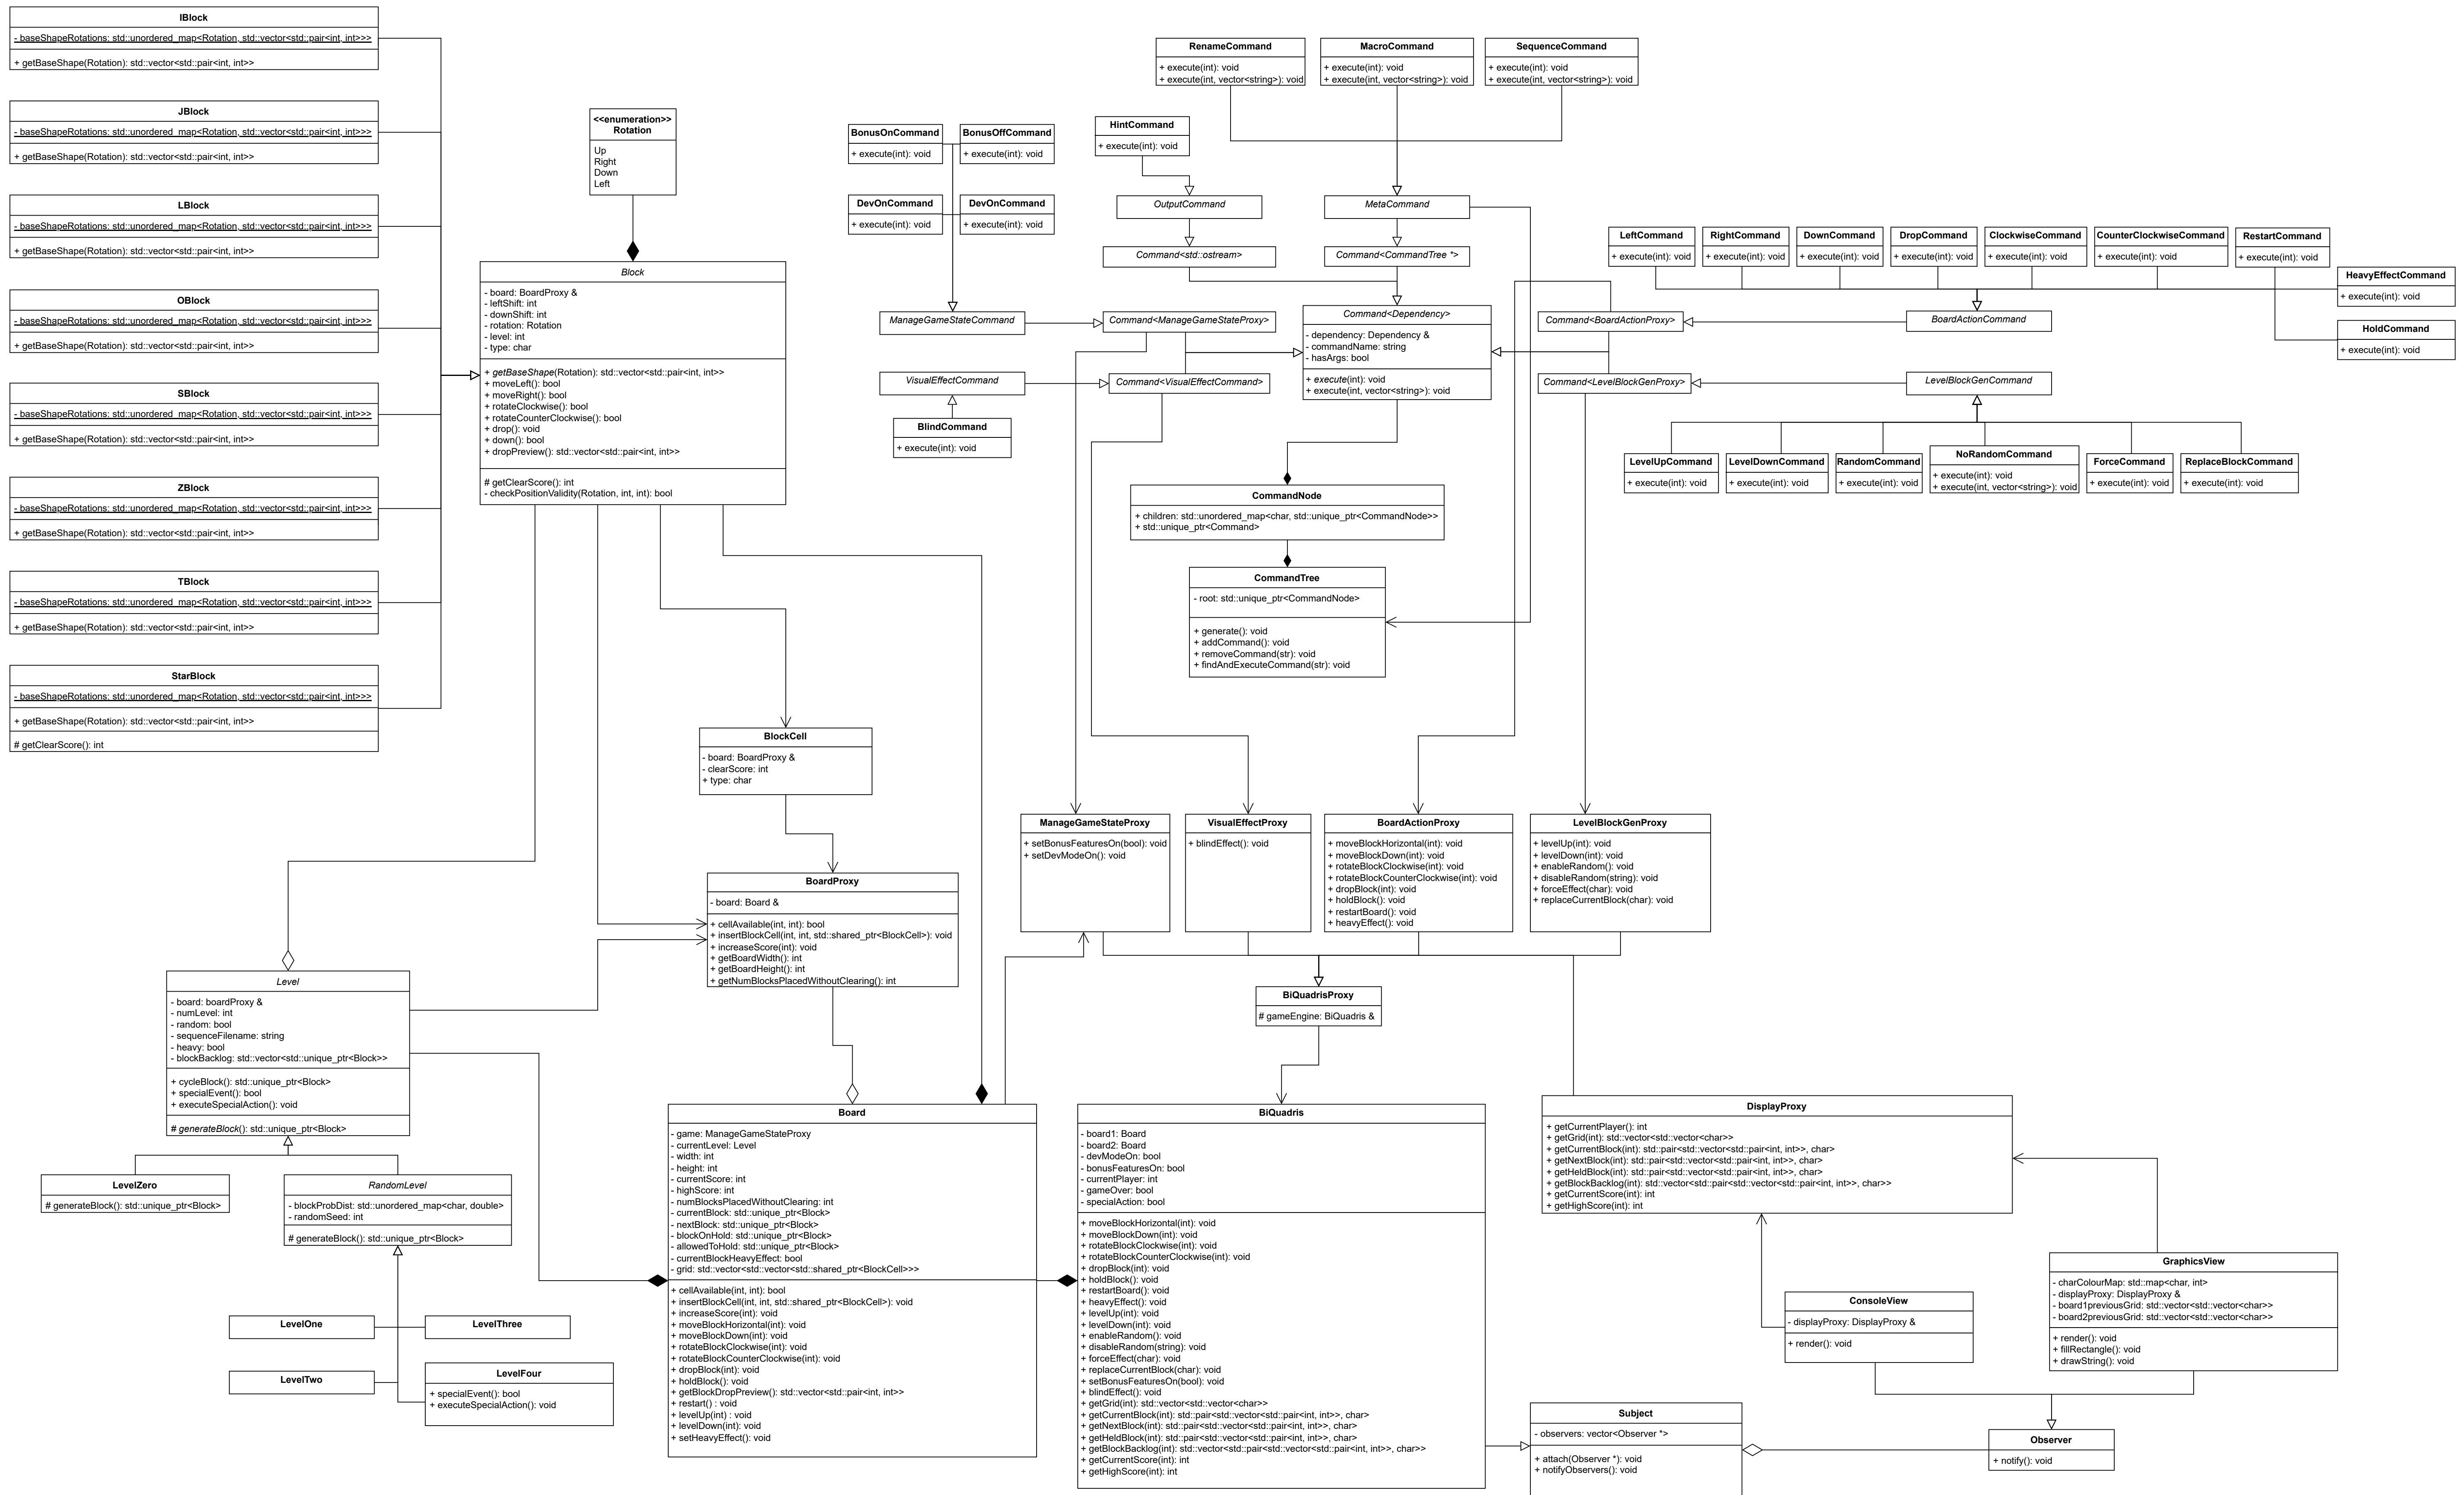 IBlock
- baseShapeRotations: std::unordered_map<Rotation, std::vector<std::pair<int, int>>>
+ getBaseShape(Rotation): std::vector<std::pair<int, int>>
JBlock
- baseShapeRotations: std::unordered_map<Rotation, std::vector<std::pair<int, int>>>
+ getBaseShape(Rotation): std::vector<std::pair<int, int>>
LBlock
- baseShapeRotations: std::unordered_map<Rotation, std::vector<std::pair<int, int>>>
+ getBaseShape(Rotation): std::vector<std::pair<int, int>>
OBlock
- baseShapeRotations: std::unordered_map<Rotation, std::vector<std::pair<int, int>>>
+ getBaseShape(Rotation): std::vector<std::pair<int, int>>
SBlock
- baseShapeRotations: std::unordered_map<Rotation, std::vector<std::pair<int, int>>>
+ getBaseShape(Rotation): std::vector<std::pair<int, int>>
ZBlock
- baseShapeRotations: std::unordered_map<Rotation, std::vector<std::pair<int, int>>>
+ getBaseShape(Rotation): std::vector<std::pair<int, int>>
TBlock
- baseShapeRotations: std::unordered_map<Rotation, std::vector<std::pair<int, int>>>
+ getBaseShape(Rotation): std::vector<std::pair<int, int>>
StarBlock
- baseShapeRotations: std::unordered_map<Rotation, std::vector<std::pair<int, int>>>
+ getBaseShape(Rotation): std::vector<std::pair<int, int>>
# getClearScore(): int
<<enumeration>>
Rotation
Up
Right
Down
Left
Block
- board: BoardProxy &
- leftShift: int
- downShift: int
- rotation: Rotation
- level: int
- type: char
+ getBaseShape(Rotation): std::vector<std::pair<int, int>>
+ moveLeft(): bool
+ moveRight(): bool
+ rotateClockwise(): bool
+ rotateCounterClockwise(): bool
+ drop(): void
+ down(): bool
+ dropPreview(): std::vector<std::pair<int, int>>
# getClearScore(): int
- checkPositionValidity(Rotation, int, int): bool
BonusOnCommand
+ execute(int): void
BonusOffCommand
+ execute(int): void
DevOnCommand
+ execute(int): void
DevOnCommand
+ execute(int): void
RenameCommand
+ execute(int): void
+ execute(int, vector<string>): void
MacroCommand
+ execute(int): void
+ execute(int, vector<string>): void
SequenceCommand
+ execute(int): void
+ execute(int, vector<string>): void
HintCommand
+ execute(int): void
OutputCommand
MetaCommand
Command<std::ostream>
Command<CommandTree *>
ManageGameStateCommand
Command<ManageGameStateProxy>
VisualEffectCommand
Command<VisualEffectCommand>
BlindCommand
+ execute(int): void
Command<Dependency>
- dependency: Dependency &
- commandName: string
- hasArgs: bool
+ execute(int): void
+ execute(int, vector<string>): void
LeftCommand
+ execute(int): void
RightCommand
+ execute(int): void
DownCommand
+ execute(int): void
DropCommand
+ execute(int): void
ClockwiseCommand
+ execute(int): void
CounterClockwiseCommand
+ execute(int): void
RestartCommand
+ execute(int): void
HeavyEffectCommand
+ execute(int): void
HoldCommand
+ execute(int): void
Command<BoardActionProxy>
BoardActionCommand
Command<LevelBlockGenProxy>
LevelBlockGenCommand
LevelUpCommand
+ execute(int): void
LevelDownCommand
+ execute(int): void
RandomCommand
+ execute(int): void
NoRandomCommand
+ execute(int): void
+ execute(int, vector<string>): void
ForceCommand
+ execute(int): void
ReplaceBlockCommand
+ execute(int): void
CommandNode
+ children: std::unordered_map<char, std::unique_ptr<CommandNode>>
+ std::unique_ptr<Command>
CommandTree
- root: std::unique_ptr<CommandNode>
+ generate(): void
+ addCommand(): void
+ removeCommand(str): void
+ findAndExecuteCommand(str): void
BlockCell
- board: BoardProxy &
- clearScore: int
+ type: char
BoardProxy
- board: Board &
+ cellAvailable(int, int): bool
+ insertBlockCell(int, int, std::shared_ptr<BlockCell>): void
+ increaseScore(int): void
+ getBoardWidth(): int
+ getBoardHeight(): int
+ getNumBlocksPlacedWithoutClearing(): int
ManageGameStateProxy
+ setBonusFeaturesOn(bool): void
+ setDevModeOn(): void
VisualEffectProxy
+ blindEffect(): void
BoardActionProxy
+ moveBlockHorizontal(int): void
+ moveBlockDown(int): void
+ rotateBlockClockwise(int): void
+ rotateBlockCounterClockwise(int): void
+ dropBlock(int): void
+ holdBlock(): void
+ restartBoard(): void
+ heavyEffect(): void
LevelBlockGenProxy
+ levelUp(int): void
+ levelDown(int): void
+ enableRandom(): void
+ disableRandom(string): void
+ forceEffect(char): void
+ replaceCurrentBlock(char): void
BiQuadrisProxy
# gameEngine: BiQuadris &
Level
- board: boardProxy &
- numLevel: int
- random: bool
- sequenceFilename: string
- heavy: bool
- blockBacklog: std::vector<std::unique_ptr<Block>>
+ cycleBlock(): std::unique_ptr<Block>
+ specialEvent(): bool
+ executeSpecialAction(): void
# generateBlock(): std::unique_ptr<Block>
LevelZero
# generateBlock(): std::unique_ptr<Block>
RandomLevel
- blockProbDist: std::unordered_map<char, double>
- randomSeed: int
# generateBlock(): std::unique_ptr<Block>
LevelOne
LevelThree
LevelTwo
LevelFour
+ specialEvent(): bool
+ executeSpecialAction(): void
Board
- game: ManageGameStateProxy
- currentLevel: Level
- width: int
- height: int
- currentScore: int
- highScore: int
- numBlocksPlacedWithoutClearing: int
- currentBlock: std::unique_ptr<Block>
- nextBlock: std::unique_ptr<Block>
- blockOnHold: std::unique_ptr<Block>
- allowedToHold: std::unique_ptr<Block>
- currentBlockHeavyEffect: bool
- grid: std::vector<std::vector<std::shared_ptr<BlockCell>>>
+ cellAvailable(int, int): bool
+ insertBlockCell(int, int, std::shared_ptr<BlockCell>): void
+ increaseScore(int): void
+ moveBlockHorizontal(int): void
+ moveBlockDown(int): void
+ rotateBlockClockwise(int): void
+ rotateBlockCounterClockwise(int): void
+ dropBlock(int): void
+ holdBlock(): void
+ getBlockDropPreview(): std::vector<std::pair<int, int>>
+ restart() : void
+ levelUp(int) : void
+ levelDown(int): void
+ setHeavyEffect(): void
BiQuadris
- board1: Board
- board2: Board
- devModeOn: bool
- bonusFeaturesOn: bool
- currentPlayer: int
- gameOver: bool
- specialAction: bool
+ moveBlockHorizontal(int): void
+ moveBlockDown(int): void
+ rotateBlockClockwise(int): void
+ rotateBlockCounterClockwise(int): void
+ dropBlock(int): void
+ holdBlock(): void
+ restartBoard(): void
+ heavyEffect(): void
+ levelUp(int): void
+ levelDown(int): void
+ enableRandom(): void
+ disableRandom(string): void
+ forceEffect(char): void
+ replaceCurrentBlock(char): void
+ setBonusFeaturesOn(bool): void
+ blindEffect(): void
+ getGrid(int): std::vector<std::vector<char>>
+ getCurrentBlock(int): std::pair<std::vector<std::pair<int, int>>, char>
+ getNextBlock(int): std::pair<std::vector<std::pair<int, int>>, char>
+ getHeldBlock(int): std::pair<std::vector<std::pair<int, int>>, char>
+ getBlockBacklog(int): std::vector<std::pair<std::vector<std::pair<int, int>>, char>>
+ getCurrentScore(int): int
+ getHighScore(int): int
DisplayProxy
+ getCurrentPlayer(): int
+ getGrid(int): std::vector<std::vector<char>>
+ getCurrentBlock(int): std::pair<std::vector<std::pair<int, int>>, char>
+ getNextBlock(int): std::pair<std::vector<std::pair<int, int>>, char>
+ getHeldBlock(int): std::pair<std::vector<std::pair<int, int>>, char>
+ getBlockBacklog(int): std::vector<std::pair<std::vector<std::pair<int, int>>, char>>
+ getCurrentScore(int): int
+ getHighScore(int): int
ConsoleView
- displayProxy: DisplayProxy &
+ render(): void
GraphicsView
- charColourMap: std::map<char, int>
- displayProxy: DisplayProxy &
- board1previousGrid: std::vector<std::vector<char>>
- board2previousGrid: std::vector<std::vector<char>>
+ render(): void
+ fillRectangle(): void
+ drawString(): void
Subject
- observers: vector<Observer *>
+ attach(Observer *): void
+ notifyObservers(): void
Observer
+ notify(): void